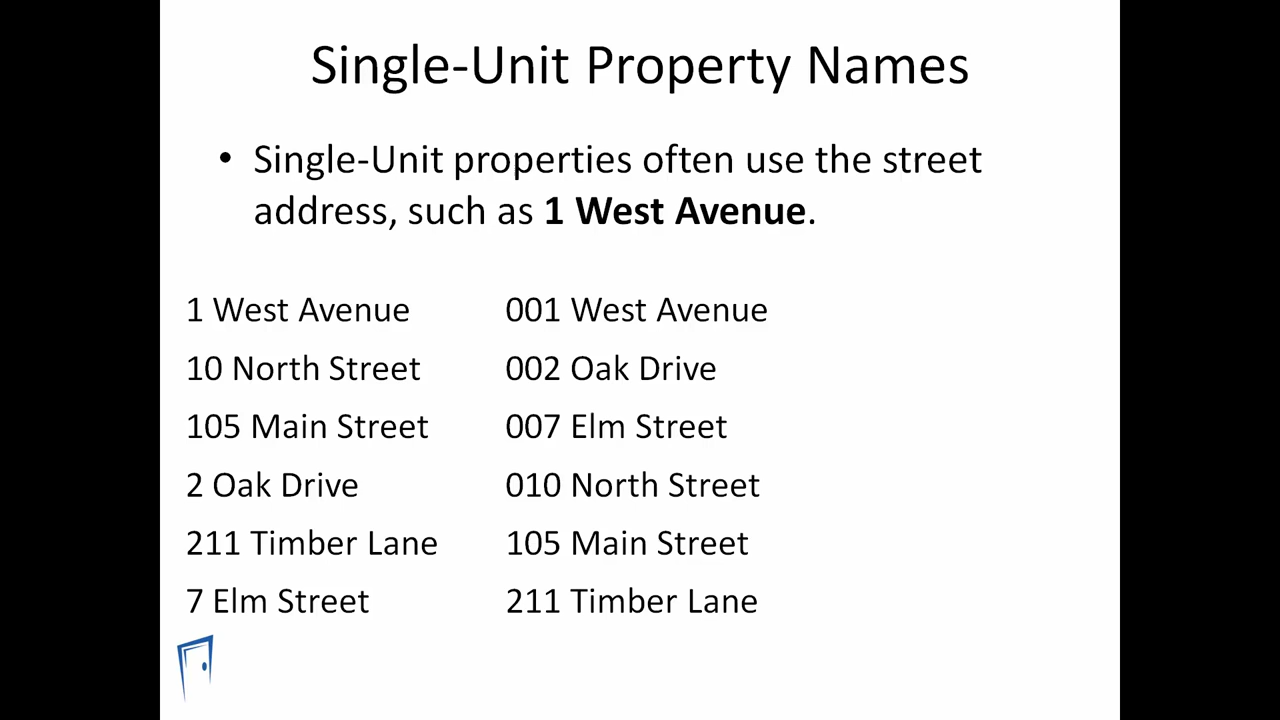 Single-Unit Property Names
• Single-Unit properties often use the street
address, such as 1 West Avenue.
1 West Avenue
10 North Street
105 Main Street
2 Oak Drive
211 Timber Lane
7 Elm Street
001 West Avenue
002 Oak Drive
007 Elm Street
010 North Street
105 Main Street
211 Timber Lane